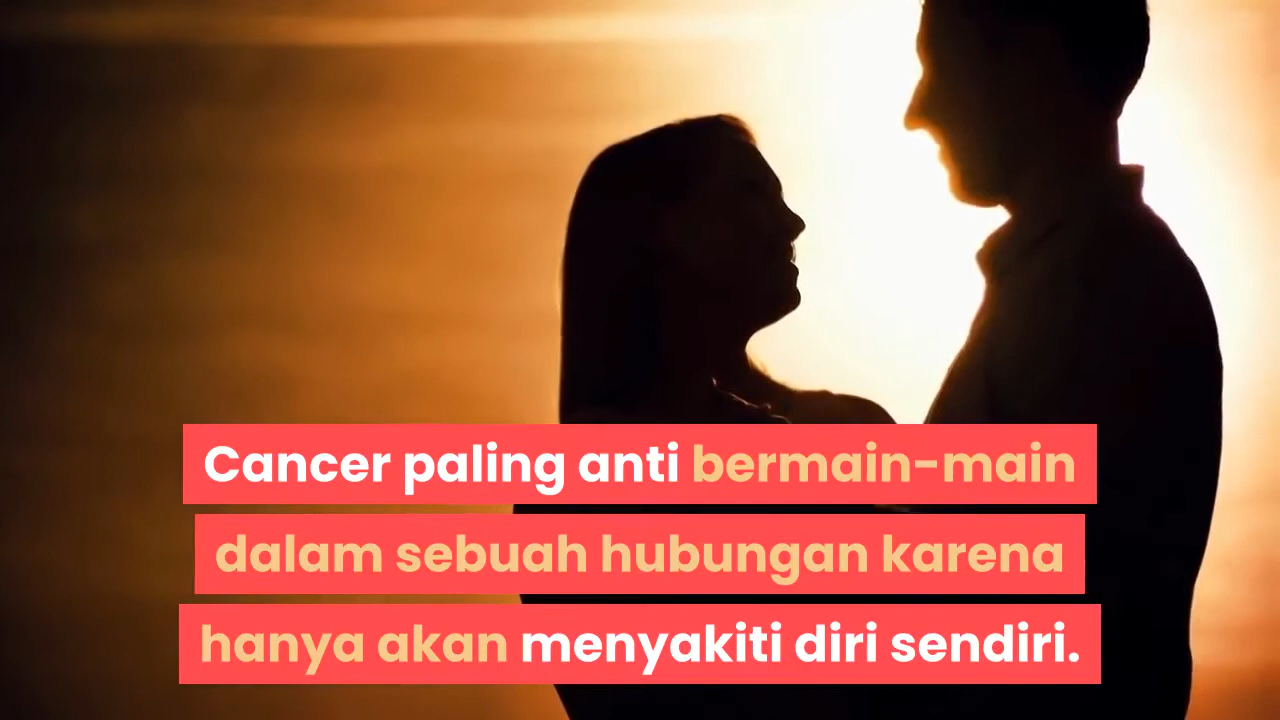 Cancer paling anti bermain-main
dalam sebuah hubungan karena
hanya akan menyakiti diri sendiri.